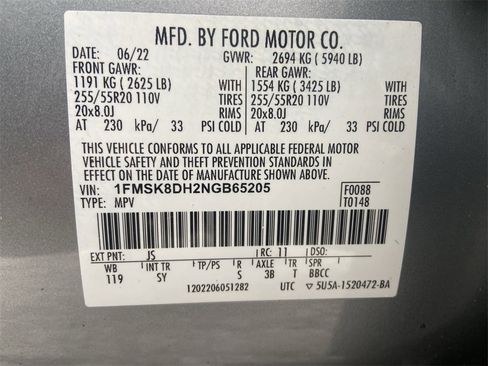 MFD. BY FORD MOTOR CO.
DATE: 06/22 GVWR: 2694 KG ( 5940 LB)
FRONT GAWR: REAR GAWR:
1191 KG ( 2625 LB) WITH 1554 KG ( 3425 LB) WITH
255/55R20 110V TIRES 255/55R20 110V TIRES
20x8.0J RIMS 20x8.0J RIMS
AT 230 kPa/ 33 PSI COLD AT 230 kPa/ 33 PSI COLD
THIS VEHICLE CONFORMS TO ALL APPLICABLE FEDERAL MOTOR
VEHICLE SAFETY AND THEFT PREVENTION STANDARDS IN
EFFECT ON THE DATE OF MANUFACTURE SHOWN ABOVE.
VIN: 1FMSK8DH2NGB65205 F0088
TYPE: MPV T0148
EXT PNT: JS RC: 11 DSO:
WB INT TR TP/PS R AXLE TR SPR
119 SY S 3B T BBCC
1202206051282 UTC 5U5A-1520472-BA